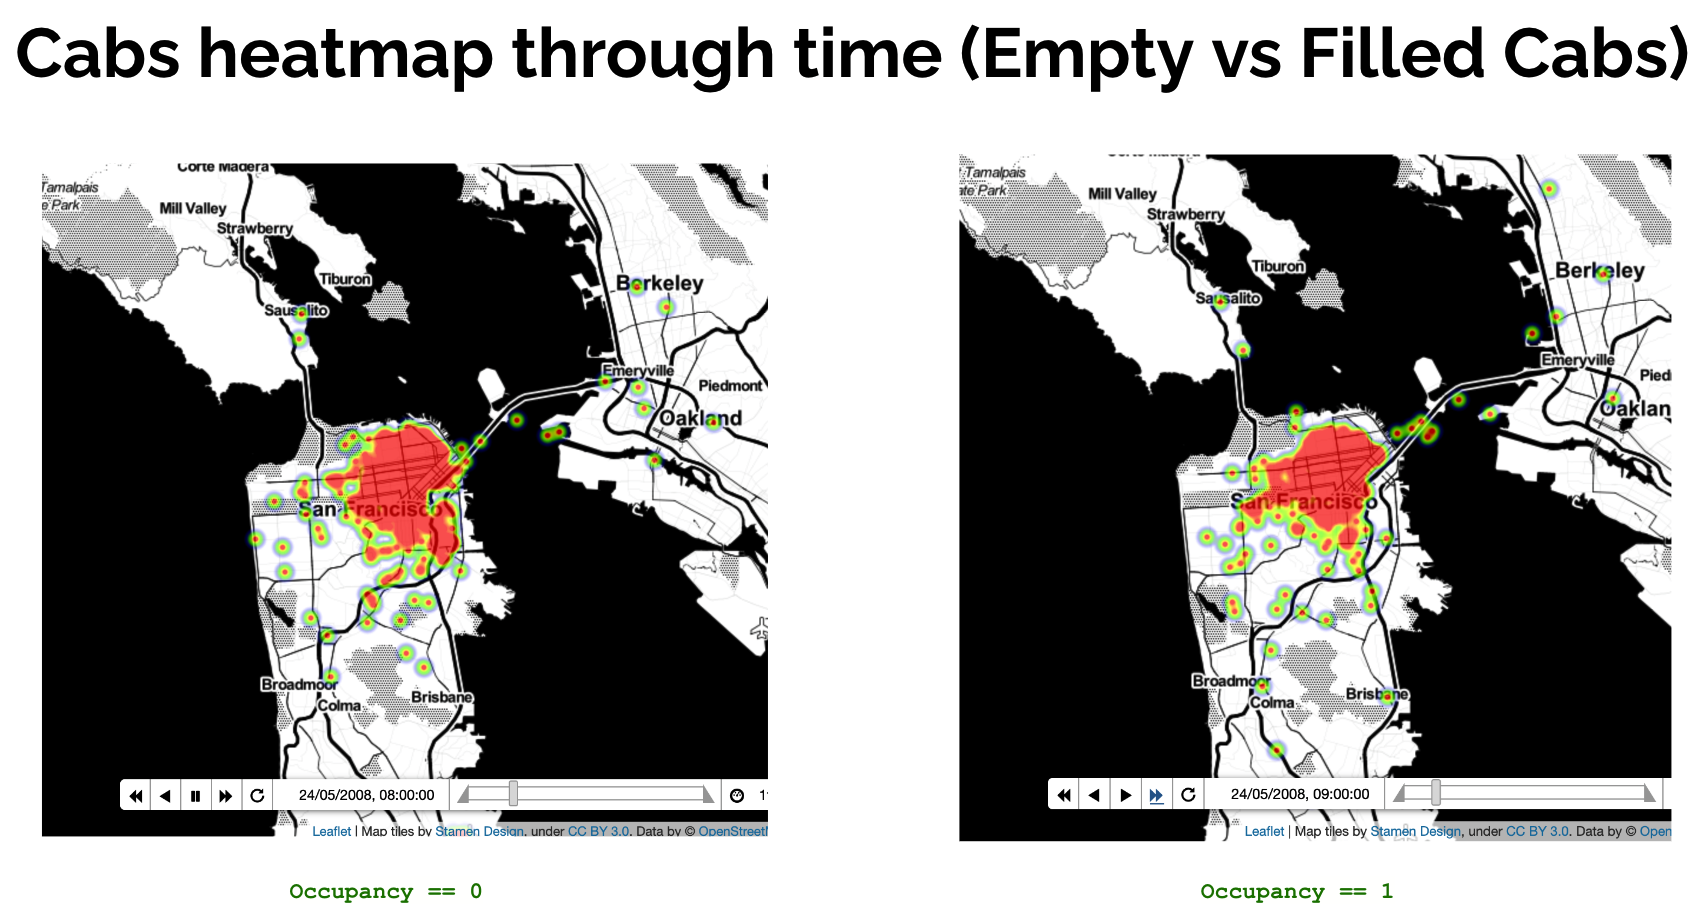 Cabs heatmap through time (Empty vs Filled Cabs)
Corte Madera
Tamalpais
e Park
Mill Valley
Strawberry
Tiburon
Sausalito
Berkeley
Emeryville
Piedmont
Oakland
San Francisco
Broadmoor
Colma
Brisbane
24/05/2008, 08:00:00
Leaflet | Map tiles by Stamen Design, under CC BY 3.0. Data by © OpenStreet
Occupancy == 0
Corte Madera
Tamalpais
ate Park
Mill Valley
Strawberry
Tiburon
Sausalito
Berkeley
Emeryville
Pied
Oaklan
San Francisco
Broadmoor
Colma
Brisbane
24/05/2008, 09:00:00
Leaflet | Map tiles by Stamen Design, under CC BY 3.0. Data by © Open
Occupancy == 1